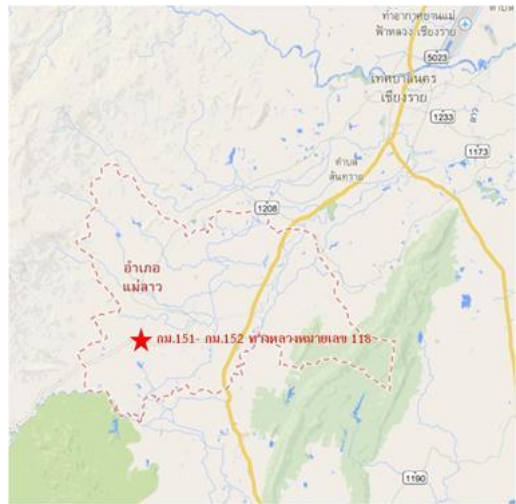 ท่าอากาศยานแม่
ฟ้าหลวง เชียงราย
5023
เทศบาลนคร
เชียงราย
1233
ลาว
1173
ตำบล
สันทราย
1208
อำเภอ
แม่ลาว
กม.151- กม.152 ทางหลวงหมายเลข 118
1190